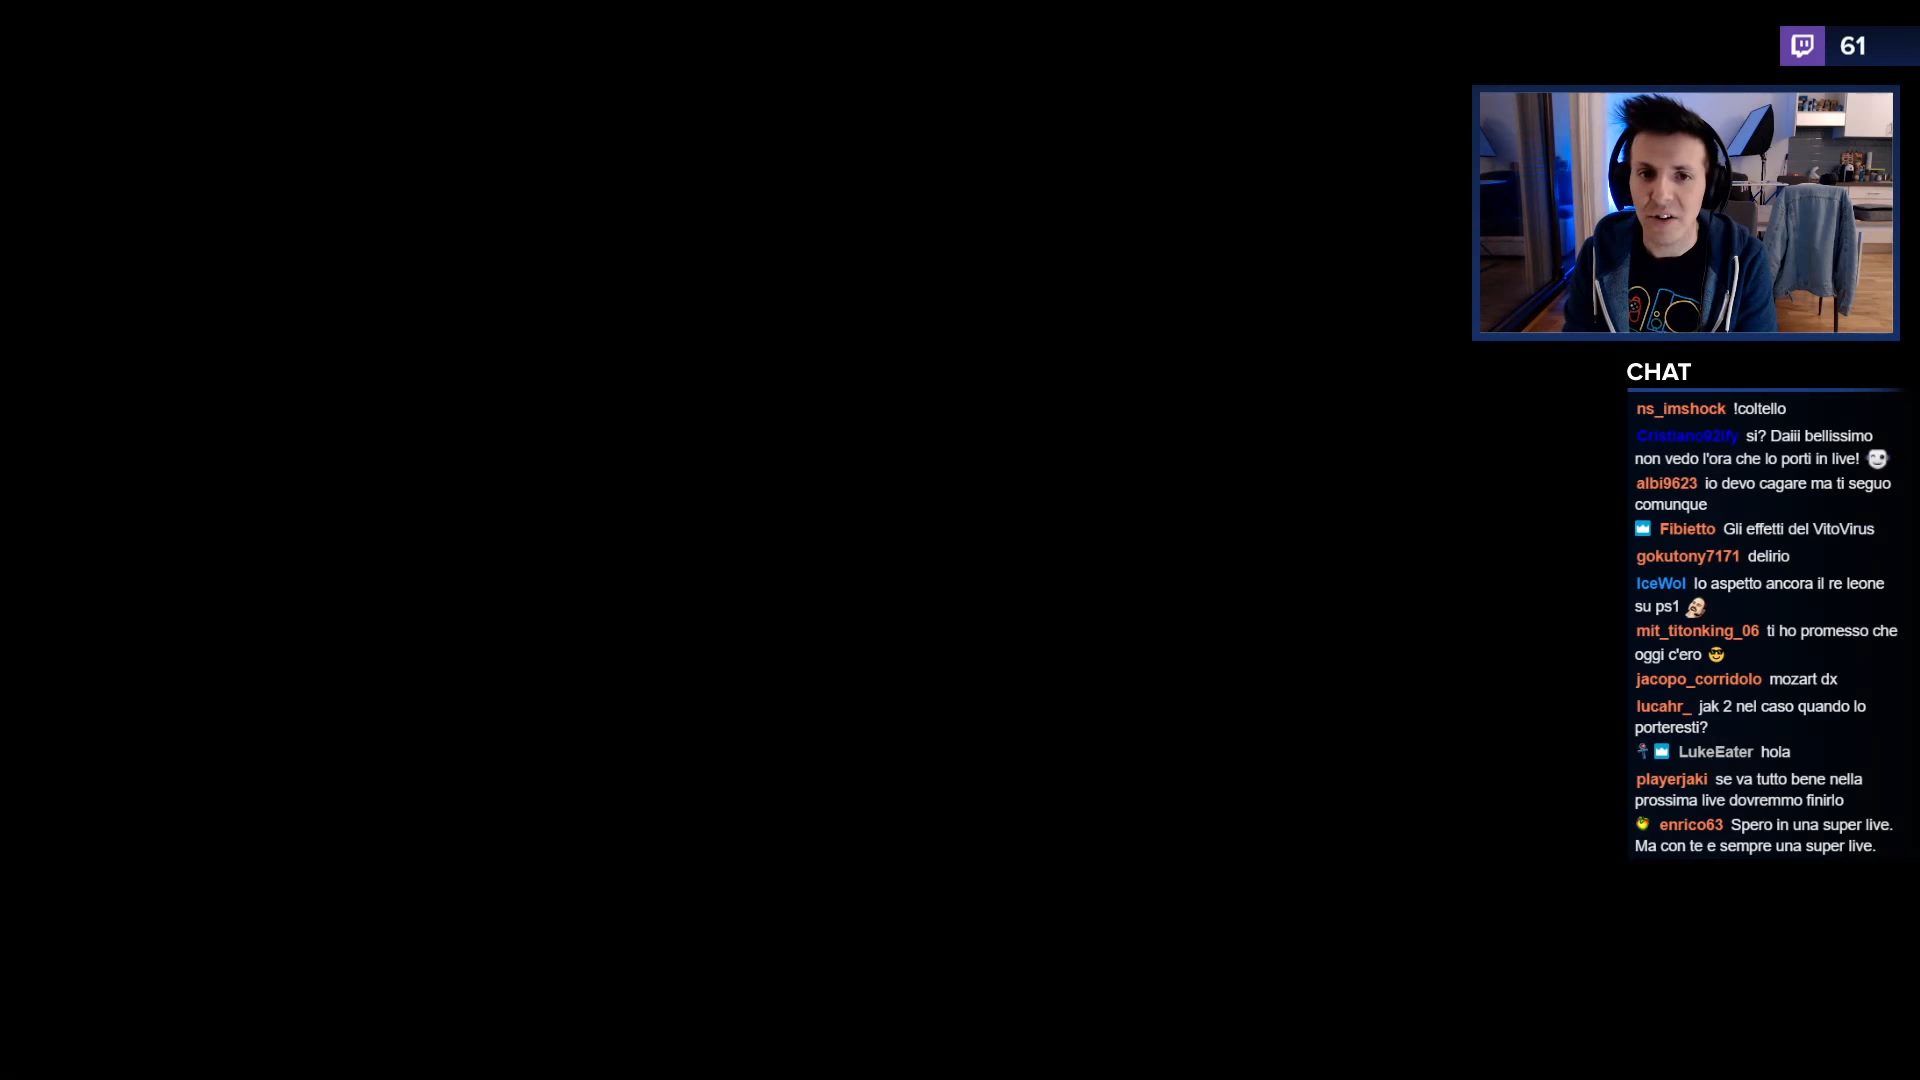 61
CHAT
ns_imshock !coltello
Cristiano92ify si? Daiii bellissimo
non vedo l'ora che lo porti in live!
albi9623 io devo cagare ma ti seguo
comunque
Fibietto Gli effetti del VitoVirus
gokutony7171 delirio
IceWol Io aspetto ancora il re leone
su ps1
mit_titonking_06 ti ho promesso che
oggi c'ero
jacopo_corridolo mozart dx
lucahr_ jak 2 nel caso quando lo
porteresti?
LukeEater hola
playerjaki se va tutto bene nella
prossima live dovremmo finirlo
enrico63 Spero in una super live.
Ma con te e sempre una super live.